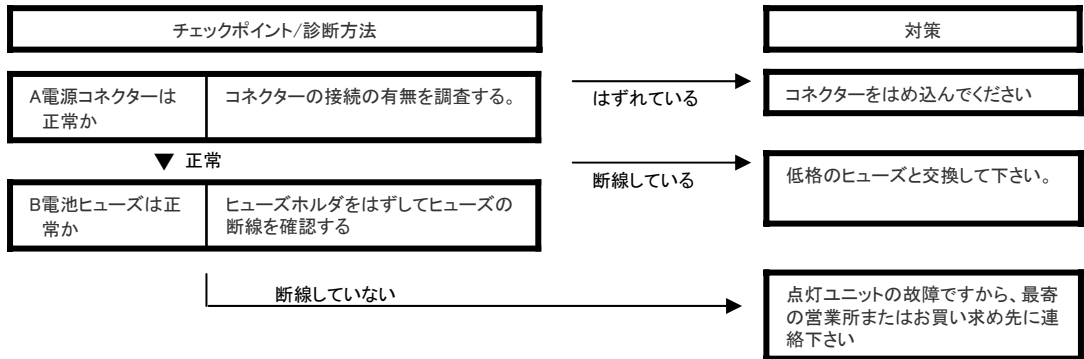 チェックポイント/診断方法
対策
A電源コネクターは
正常か
コネクターの接続の有無を調査する。
はずれている
コネクターをはめ込んでください
▼ 正常
断線している
低格のヒューズと交換して下さい。
B電池ヒューズは正
常か
ヒューズホルダをはずしてヒューズの
断線を確認する
断線していない
点灯ユニットの故障ですから、最寄
の営業所またはお買い求め先に連
絡下さい